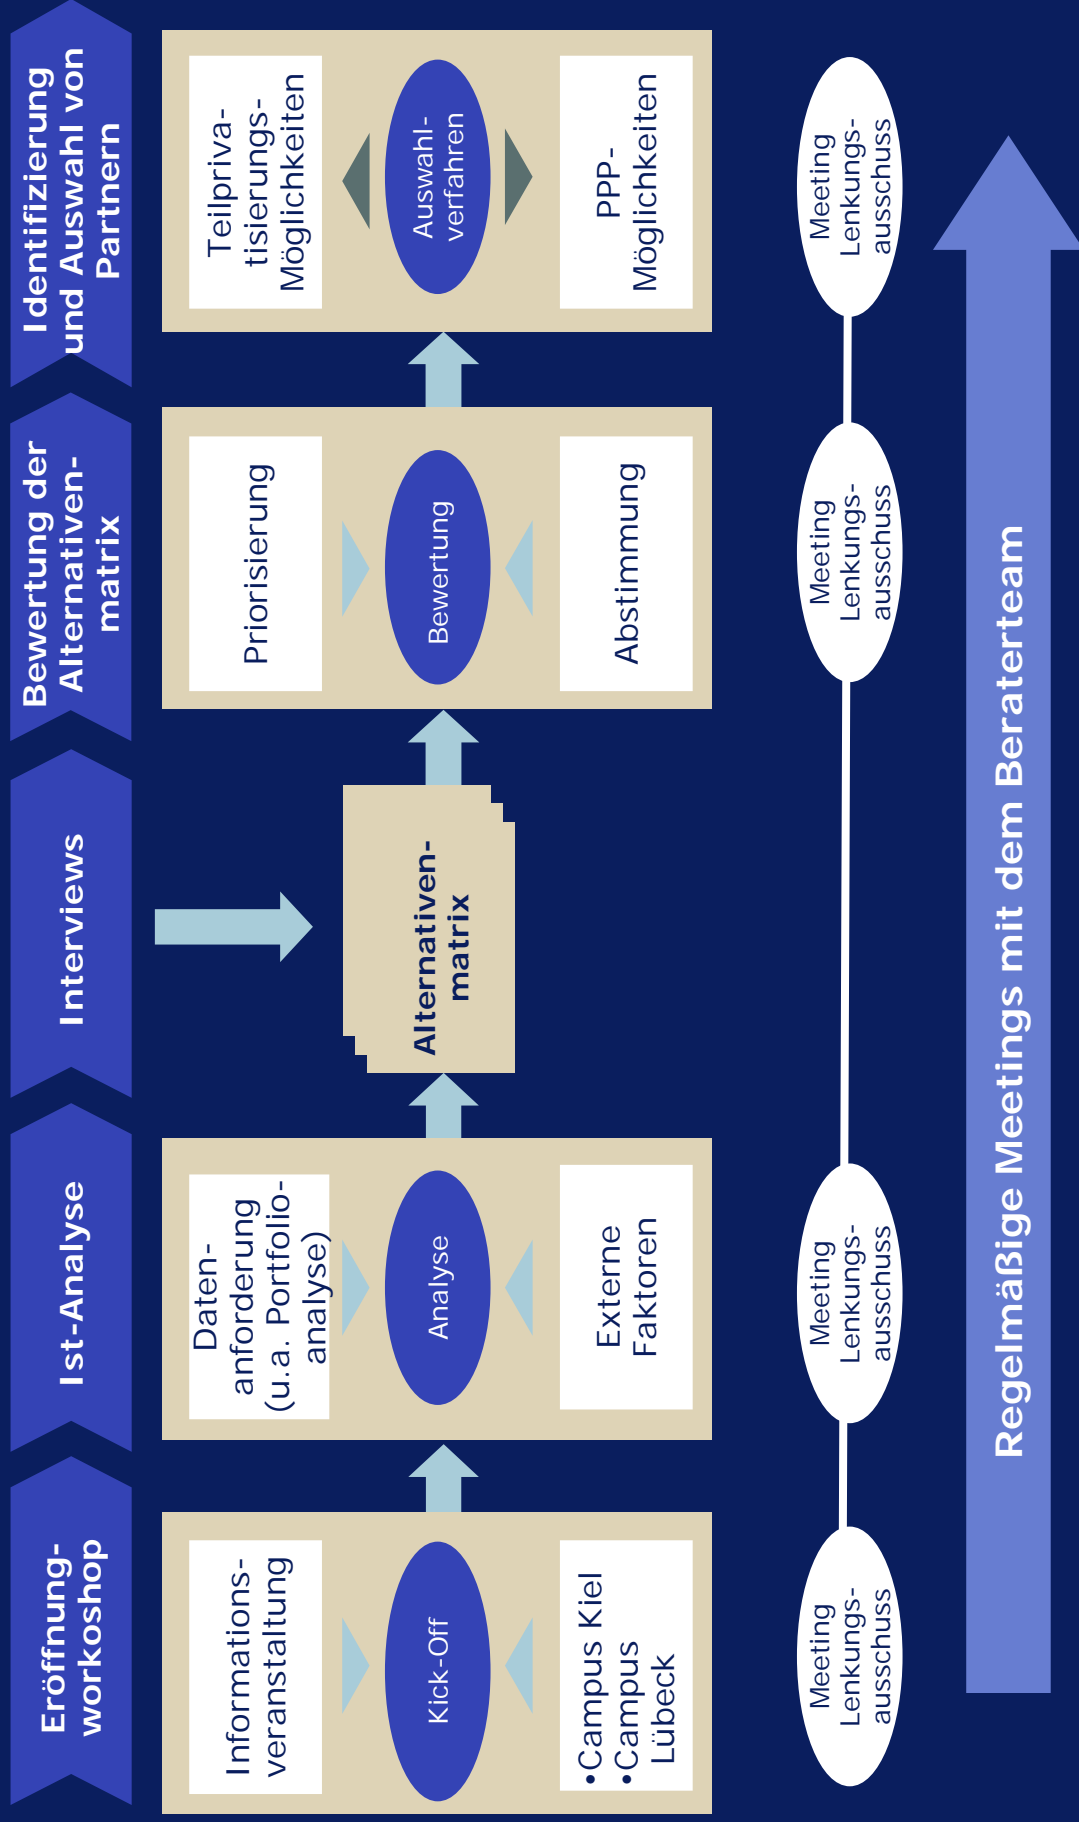 Eröffnung-
workoshop
Ist-Analyse
Interviews
Bewertung der
Alternativen-
matrix
Identifizierung
und Auswahl von
Partnern
Informations-
veranstaltung
Kick-Off
•Campus Kiel
•Campus
Lübeck
Daten-
anforderung
(u.a. Portfolio-
analyse)
Analyse
Externe
Faktoren
Alternativen-
matrix
Priorisierung
Bewertung
Abstimmung
Teilpriva-
tisierungs-
Möglichkeiten
Auswahl-
verfahren
PPP-
Möglichkeiten
Meeting
Lenkungs-
ausschuss
Meeting
Lenkungs-
ausschuss
Meeting
Lenkungs-
ausschuss
Meeting
Lenkungs-
ausschuss
Regelmäßige Meetings mit dem Beraterteam